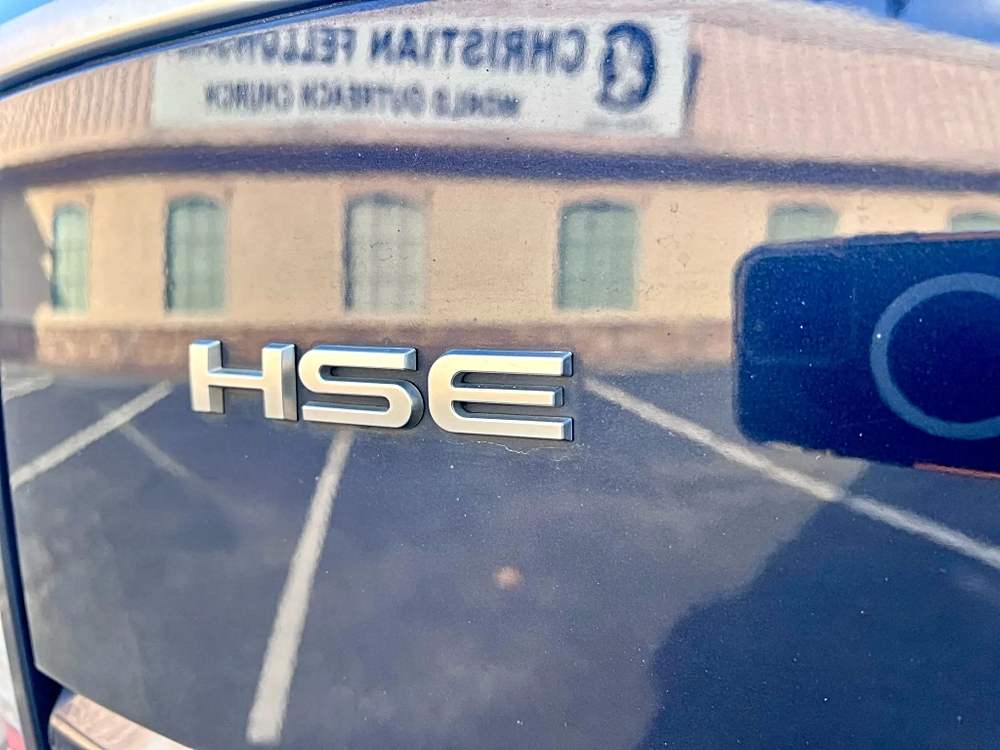 CHRISTIAN FELLOWSHIP
WORLD OUTREACH CHURCH
HSE